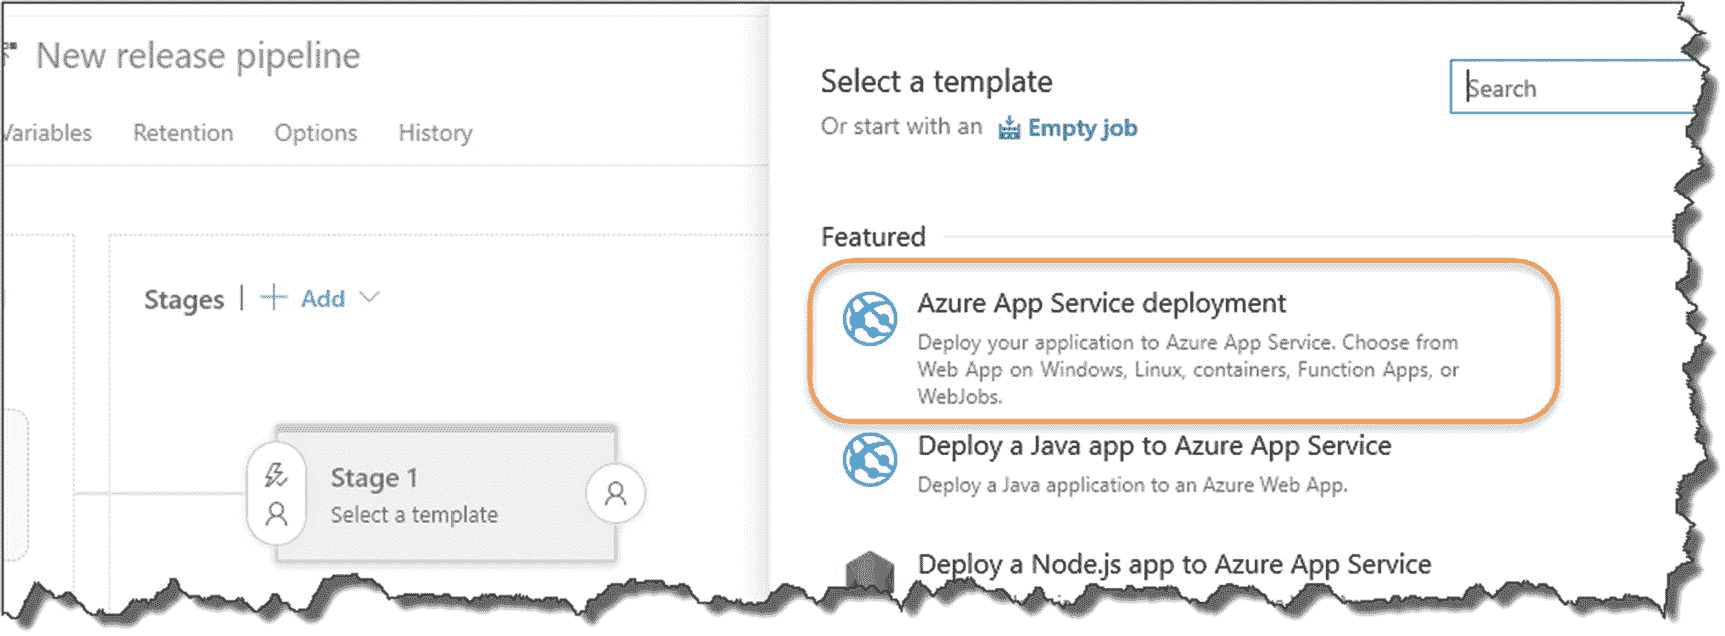 New release pipeline
Variables Retention Options History
Stages | + Add
Stage 1
Select a template
Select a template
Or start with an Empty job
Search
Featured
Azure App Service deployment
Deploy your application to Azure App Service. Choose from
Web App on Windows, Linux, containers, Function Apps, or
WebJobs.
Deploy a Java app to Azure App Service
Deploy a Java application to an Azure Web App.
Deploy a Node.js app to Azure App Service